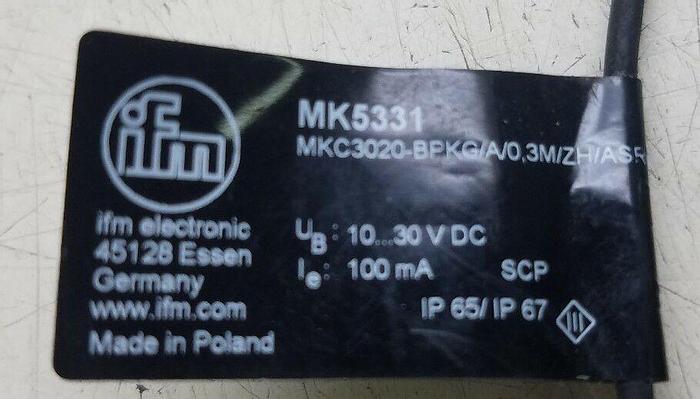 ifm
MK5331
MKC3020-BPKG/A/0,3M/ZH/AS
ifm electronic
45128 Essen
Germany
www.ifm.com
Made in Poland
UB: 10...30 V DC
Ie: 100 mA SCP
IP 65/ IP 67
III